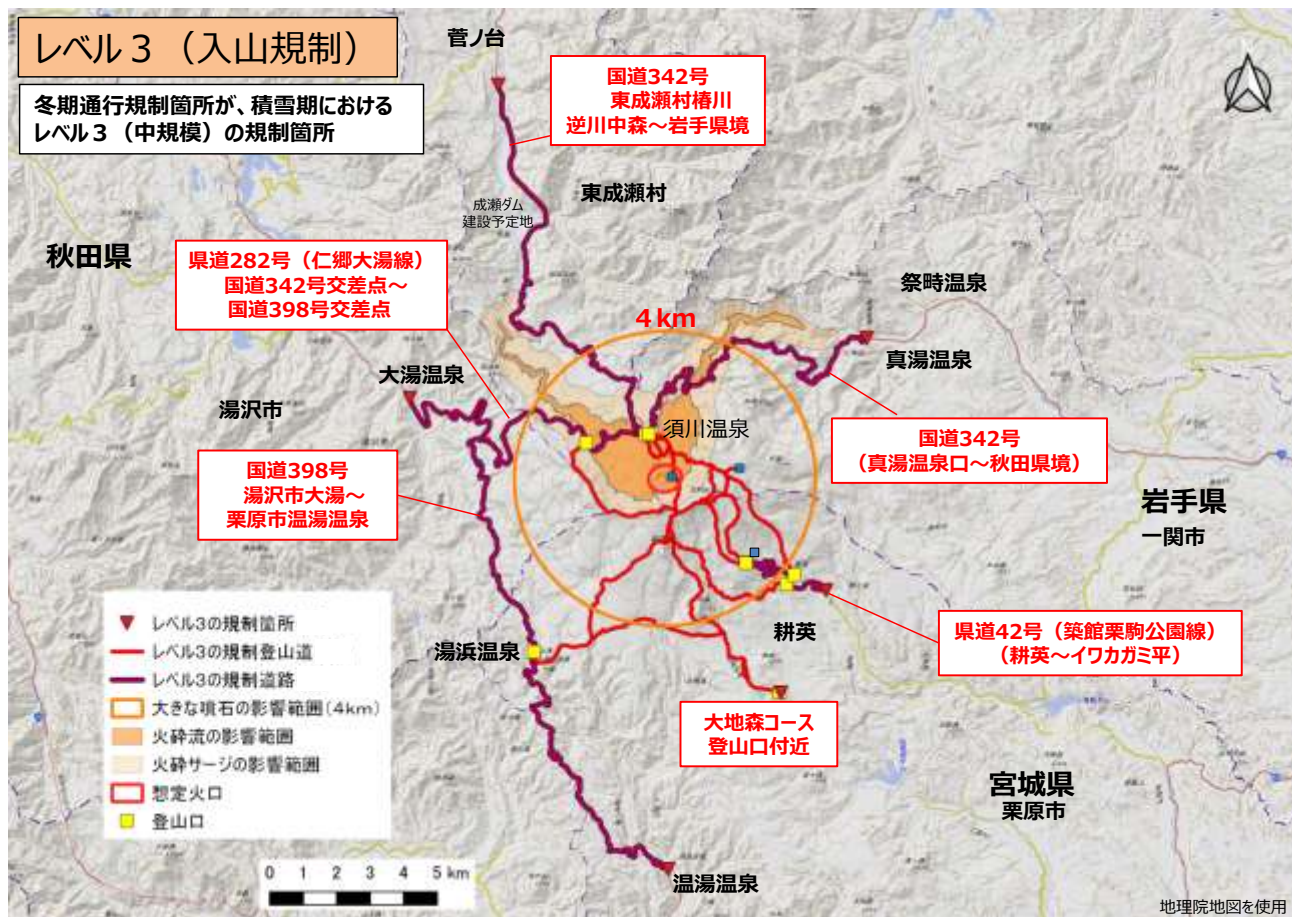 レベル３（入山規制）
冬期通行規制箇所が、積雪期における
レベル３（中規模）の規制箇所
菅ノ台
国道342号
東成瀬村椿川
逆川中森～岩手県境
成瀬ダム
建設予定地
東成瀬村
秋田県
県道282号（仁郷大湯線）
国道342号交差点～
国道398号交差点
祭畤温泉
4km
真湯温泉
大湯温泉
湯沢市
須川温泉
国道342号
（真湯温泉口～秋田県境）
国道398号
湯沢市大湯～
栗原市温湯温泉
岩手県
一関市
レベル3の規制箇所
レベル3の規制登山道
レベル3の規制道路
大きな噴石の影響範囲(4km)
火砕流の影響範囲
火砕サージの影響範囲
想定火口
登山口
湯浜温泉
耕英
県道42号（築館栗駒公園線）
（耕英～イワカガミ平）
大地森コース
登山口付近
宮城県
栗原市
0 1 2 3 4 5 km
温湯温泉
地理院地図を使用